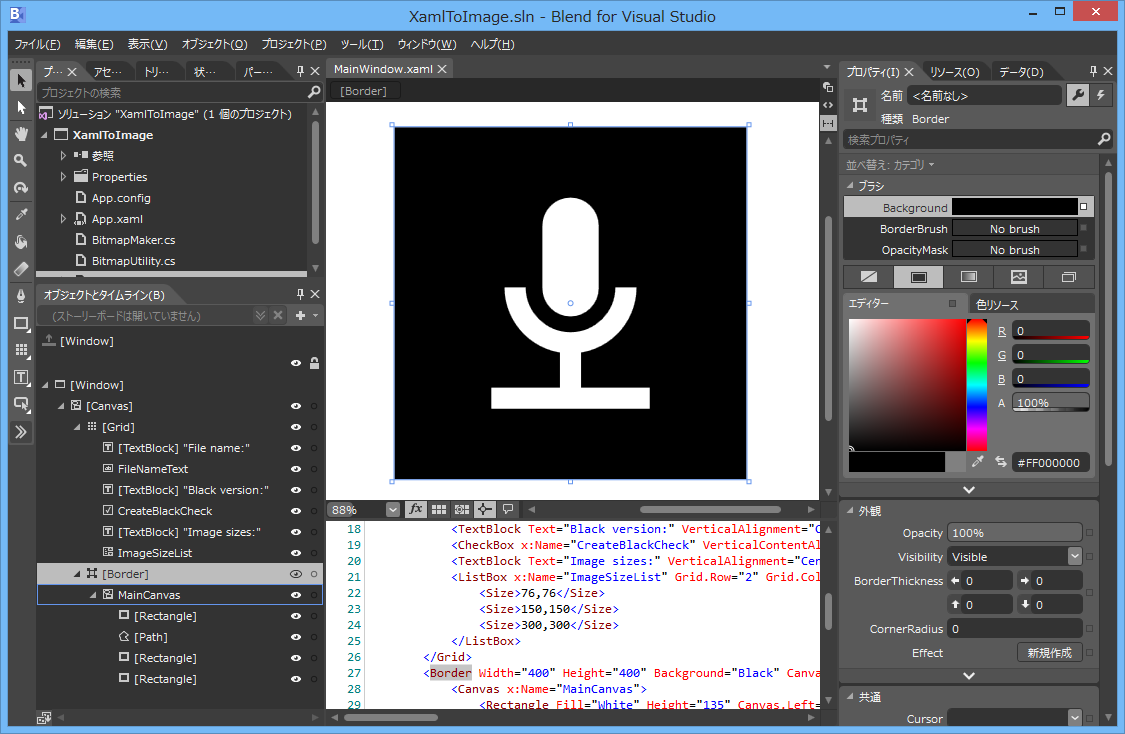 XamlToImage.sln - Blend for Visual Studio
ファイル(F) 編集(E) 表示(V) オブジェクト(O) プロジェクト(P) ツール(T) ウィンドウ(W) ヘルプ(H)
プ… アセ… トリ… 状… パー…
プロジェクトの検索
ソリューション "XamlToImage" (1 個のプロジェクト)
XamlToImage
参照
Properties
App.config
App.xaml
BitmapMaker.cs
BitmapUtility.cs
オブジェクトとタイムライン(B)
(ストーリーボードは開いていません)
[Window]
[Window]
[Canvas]
[Grid]
[TextBlock] "File name:"
FileNameText
[TextBlock] "Black version:"
CreateBlackCheck
[TextBlock] "Image sizes:"
ImageSizeList
[Border]
MainCanvas
[Rectangle]
[Path]
[Rectangle]
[Rectangle]
MainWindow.xaml
[Border]
88%
fx
18 <TextBlock Text="Black version:" VerticalAlignment="C
19 <CheckBox x:Name="CreateBlackCheck" VerticalContentAl
20 <TextBlock Text="Image sizes:" VerticalAlignment="Cen
21 <ListBox x:Name="ImageSizeList" Grid.Row="2" Grid.Col
22 <Size>76,76</Size>
23 <Size>150,150</Size>
24 <Size>300,300</Size>
25 </ListBox>
26 </Grid>
27 <Border Width="400" Height="400" Background="Black" Canva
28 <Canvas x:Name="MainCanvas">
29 <Rectangle Fill="White" Height="135" Canvas.Left=
プロパティ(I) リソース(O) データ(D)
名前 <名前なし>
種類 Border
検索プロパティ
並べ替え: カテゴリ
ブラシ
Background
BorderBrush No brush
OpacityMask No brush
エディター 色リソース
R 0
G 0
B 0
A 100%
#FF000000
外観
Opacity 100%
Visibility Visible
BorderThickness 0 0
0 0
CornerRadius 0
Effect 新規作成
共通
Cursor